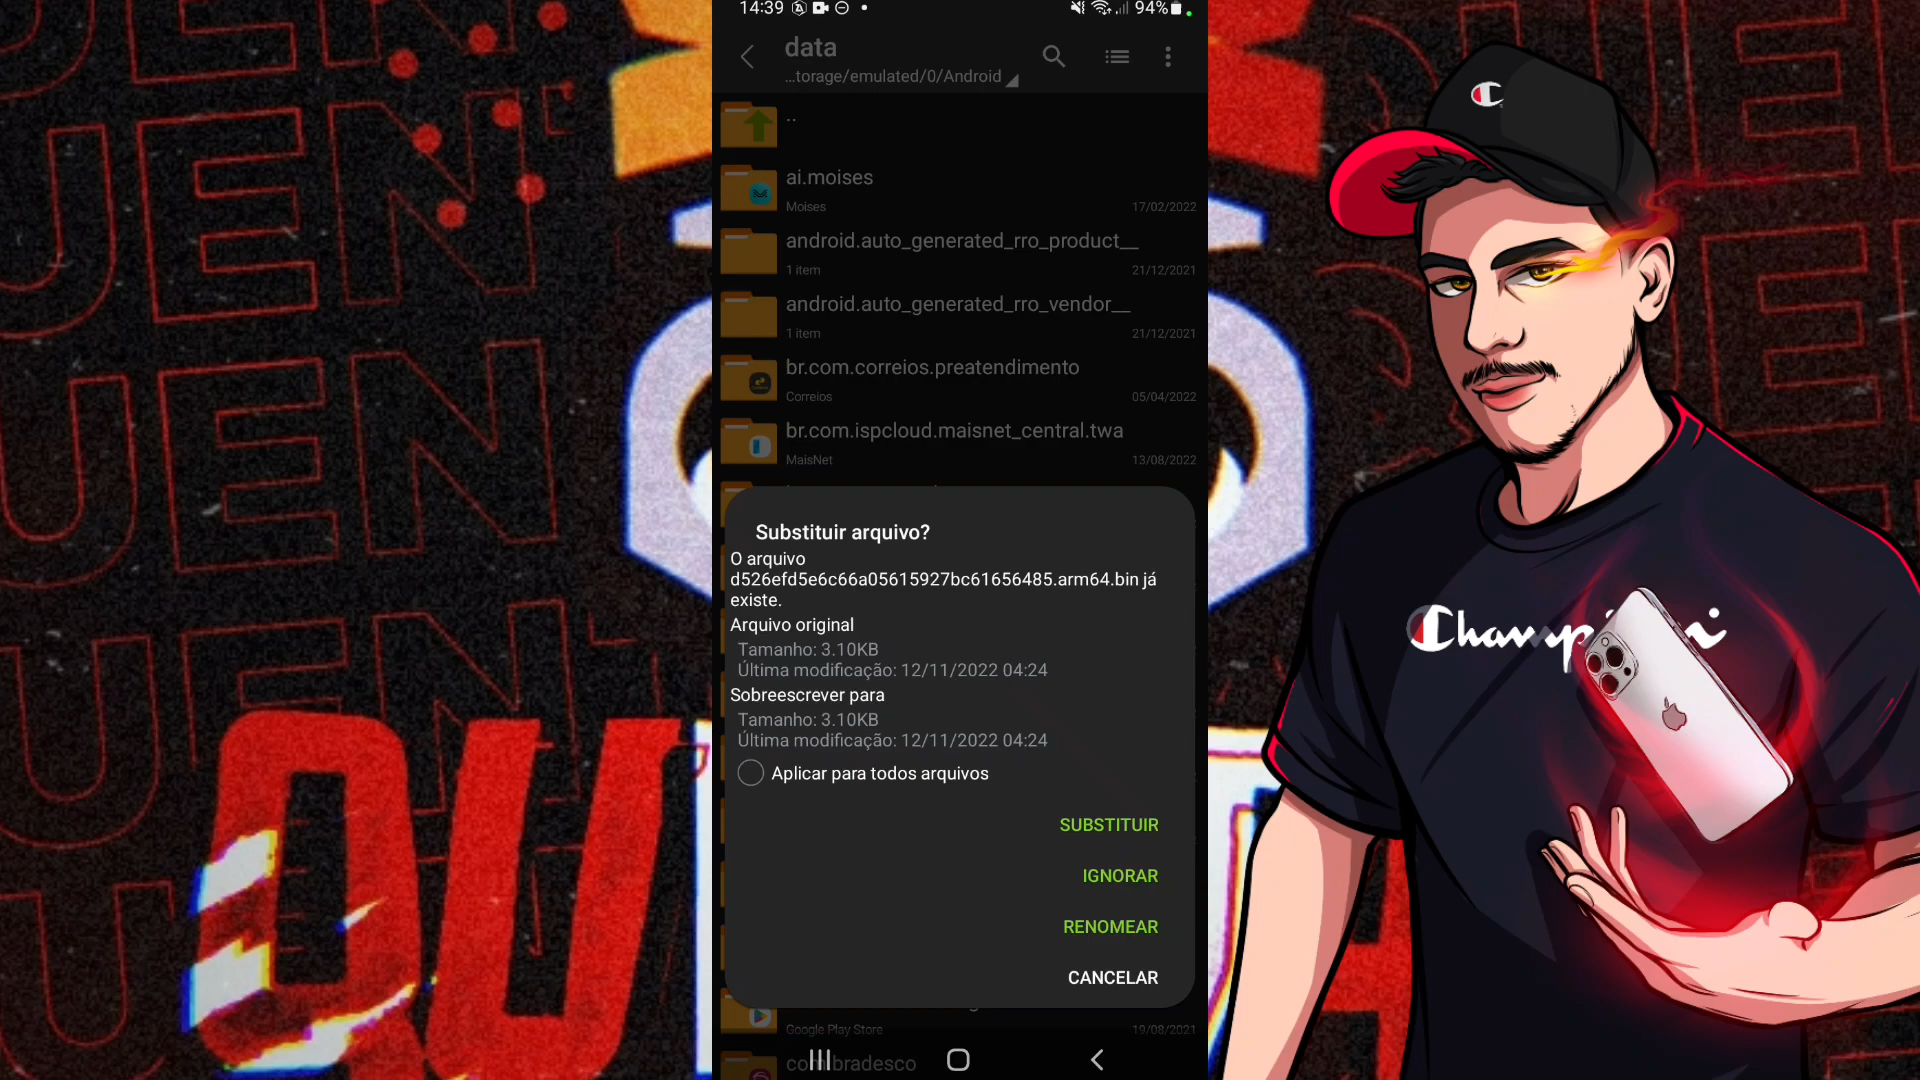 14:39
94%
data
...torage/emulated/0/Android
..
ai.moises
Moises
17/02/2022
android.auto_generated_rro_product__
1 item
21/12/2021
android.auto_generated_rro_vendor__
1 item
21/12/2021
br.com.correios.preatendimento
Correios
05/04/2022
br.com.ispcloud.maisnet_central.twa
MaisNet
13/08/2022
Substituir arquivo?
O arquivo
d526efd5e6c66a05615927bc61656485.arm64.bin já
existe.
Arquivo original
Tamanho: 3.10KB
Última modificação: 12/11/2022 04:24
Sobreescrever para
Tamanho: 3.10KB
Última modificação: 12/11/2022 04:24
Aplicar para todos arquivos
SUBSTITUIR
IGNORAR
RENOMEAR
CANCELAR
Google Play Store
19/08/2021